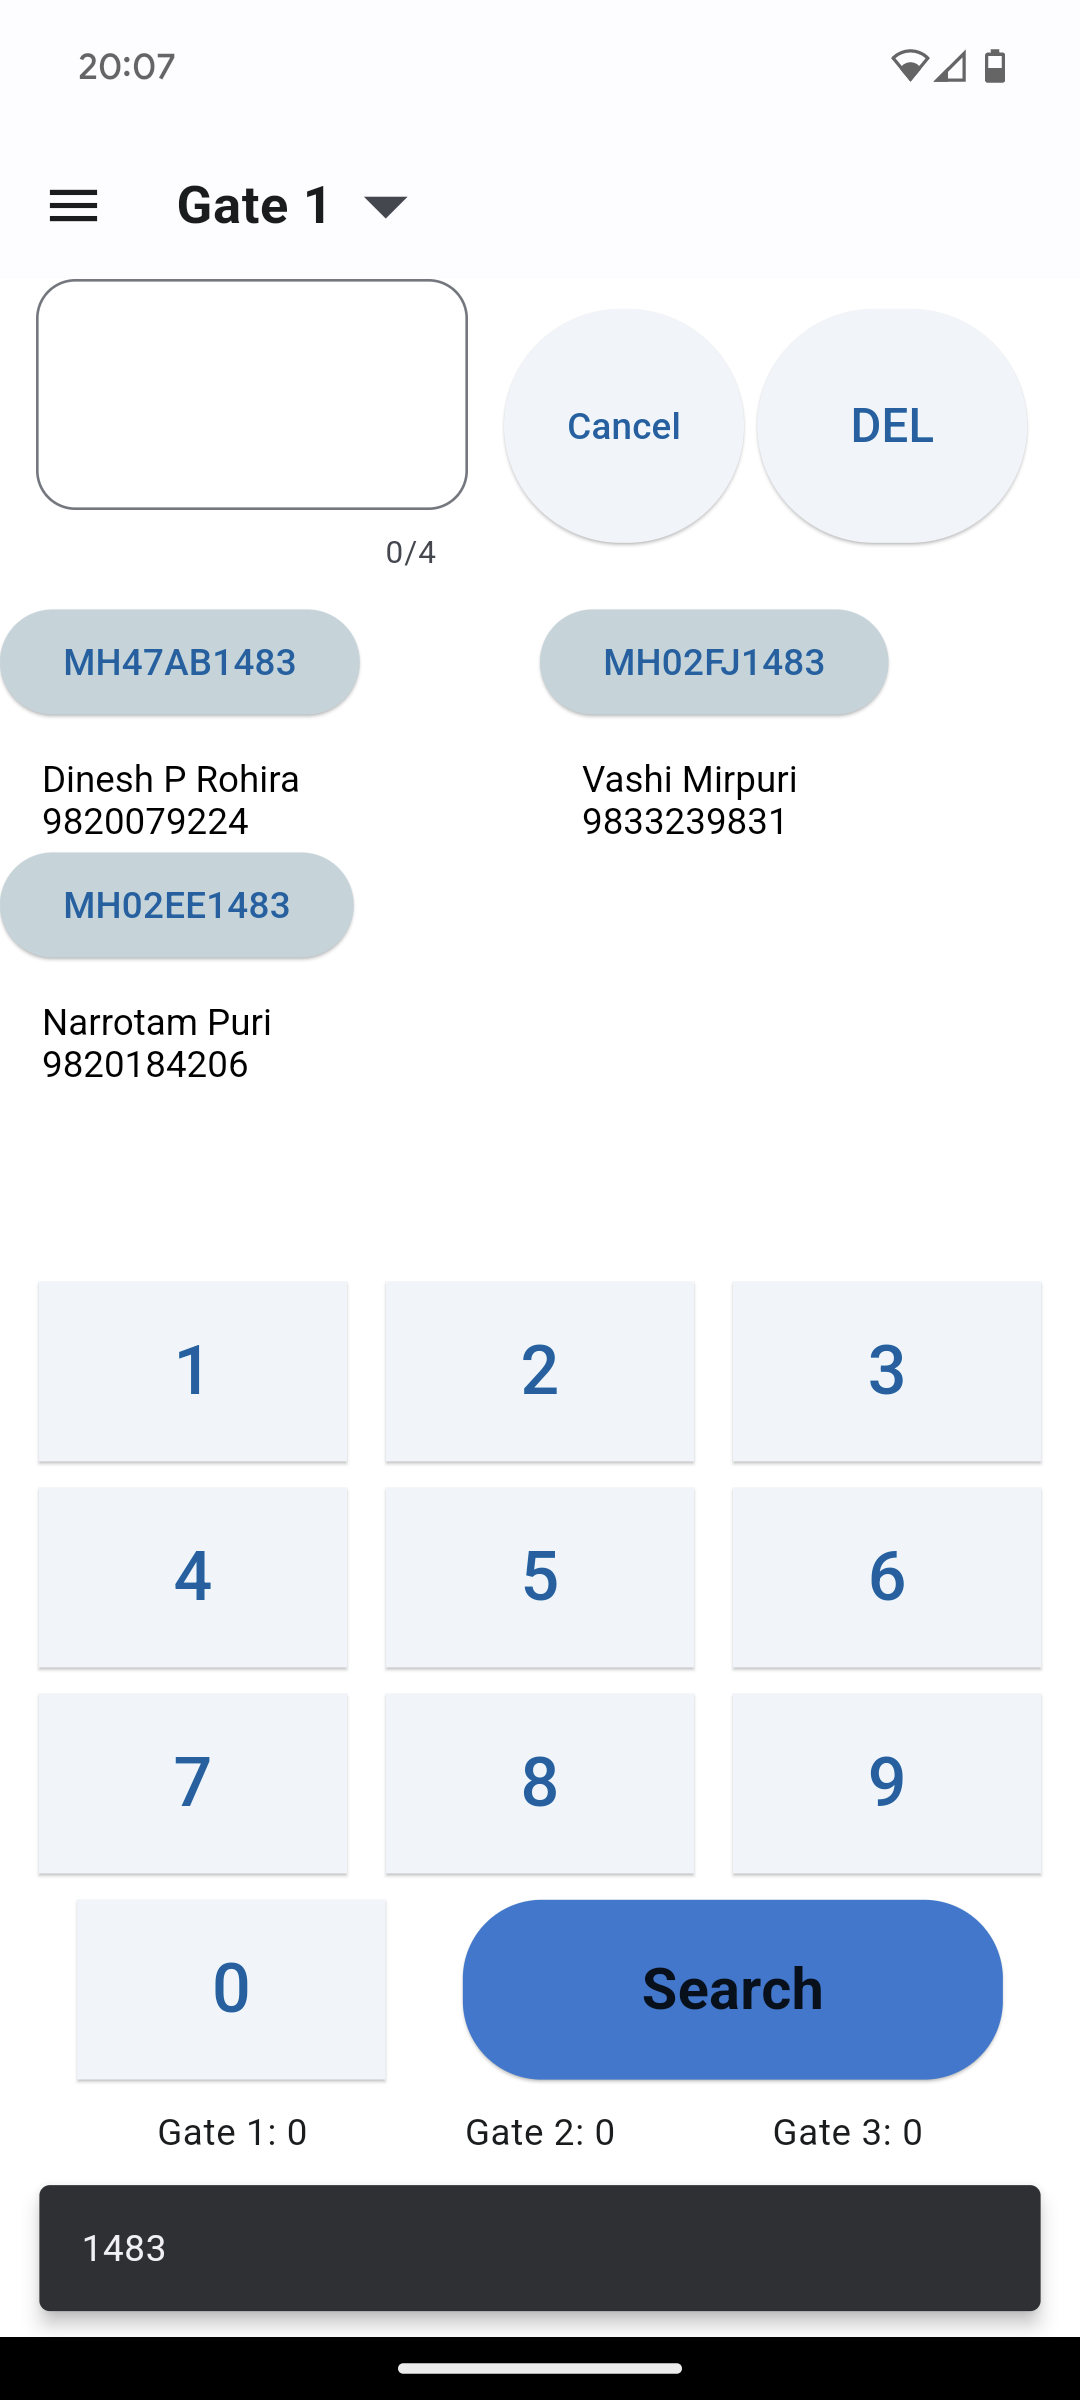 20:07
Gate 1
Cancel
DEL
0/4
MH47AB1483
MH02FJ1483
Dinesh P Rohira
9820079224
Vashi Mirpuri
9833239831
MH02EE1483
Narrotam Puri
9820184206
1
2
3
4
5
6
7
8
9
0
Search
Gate 1: 0
Gate 2: 0
Gate 3: 0
1483